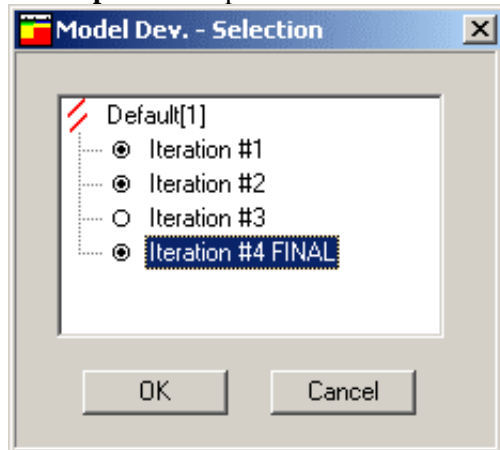 Model Dev. - Selection
Default[1]
Iteration #1
Iteration #2
Iteration #3
Iteration #4 FINAL
OK Cancel